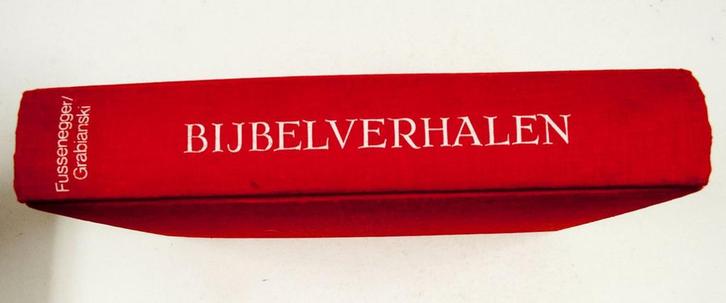 Fussenegger/
Grabianski
BIJBELVERHALEN